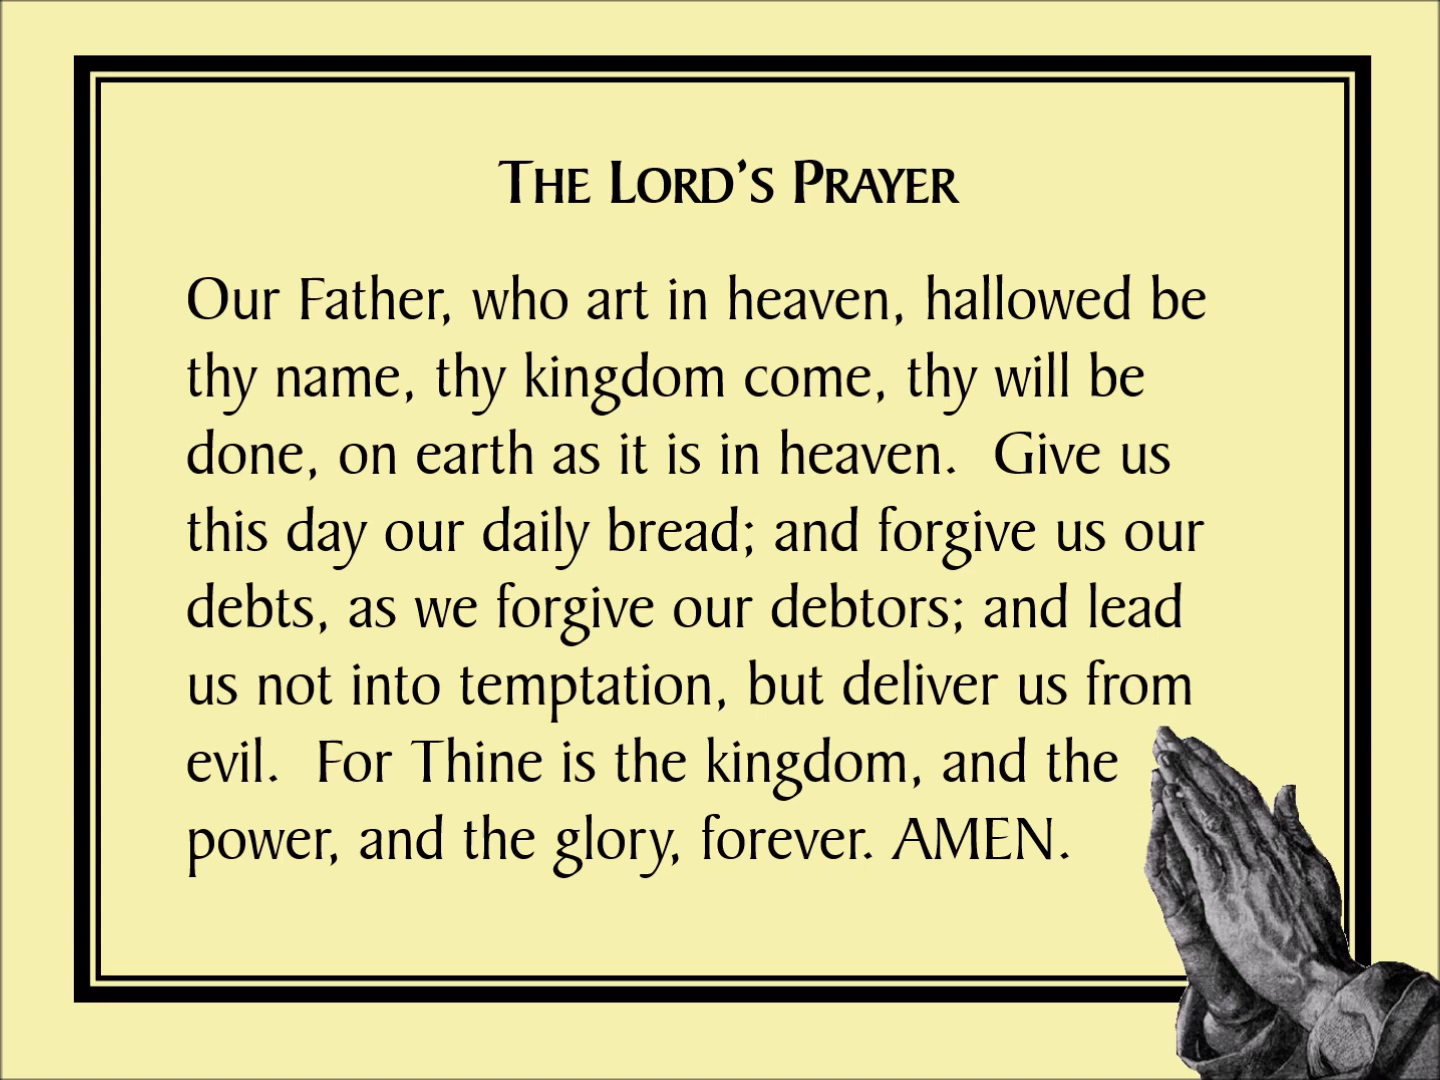 THE LORD’S PRAYER
Our Father, who art in heaven, hallowed be
thy name, thy kingdom come, thy will be
done, on earth as it is in heaven.  Give us
this day our daily bread; and forgive us our
debts, as we forgive our debtors; and lead
us not into temptation, but deliver us from
evil.  For Thine is the kingdom, and the
power, and the glory, forever. AMEN.